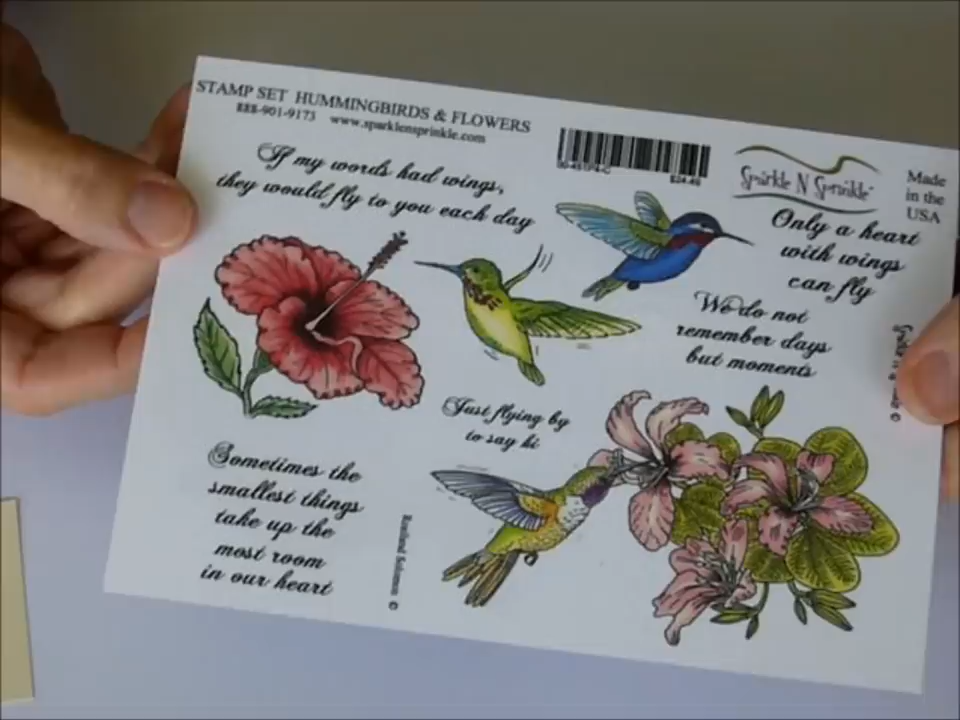 STAMP SET HUMMINGBIRDS & FLOWERS
888-901-9173 www.sparklensprinkle.com
Sparkle N Sprinkle
Made
in the
USA
If my words had wings,
they would fly to you each day
Only a heart
with wings
can fly
We do not
remember days
but moments
Just flying by
to say hi
Sometimes the
smallest things
take up the
most room
in our heart
©